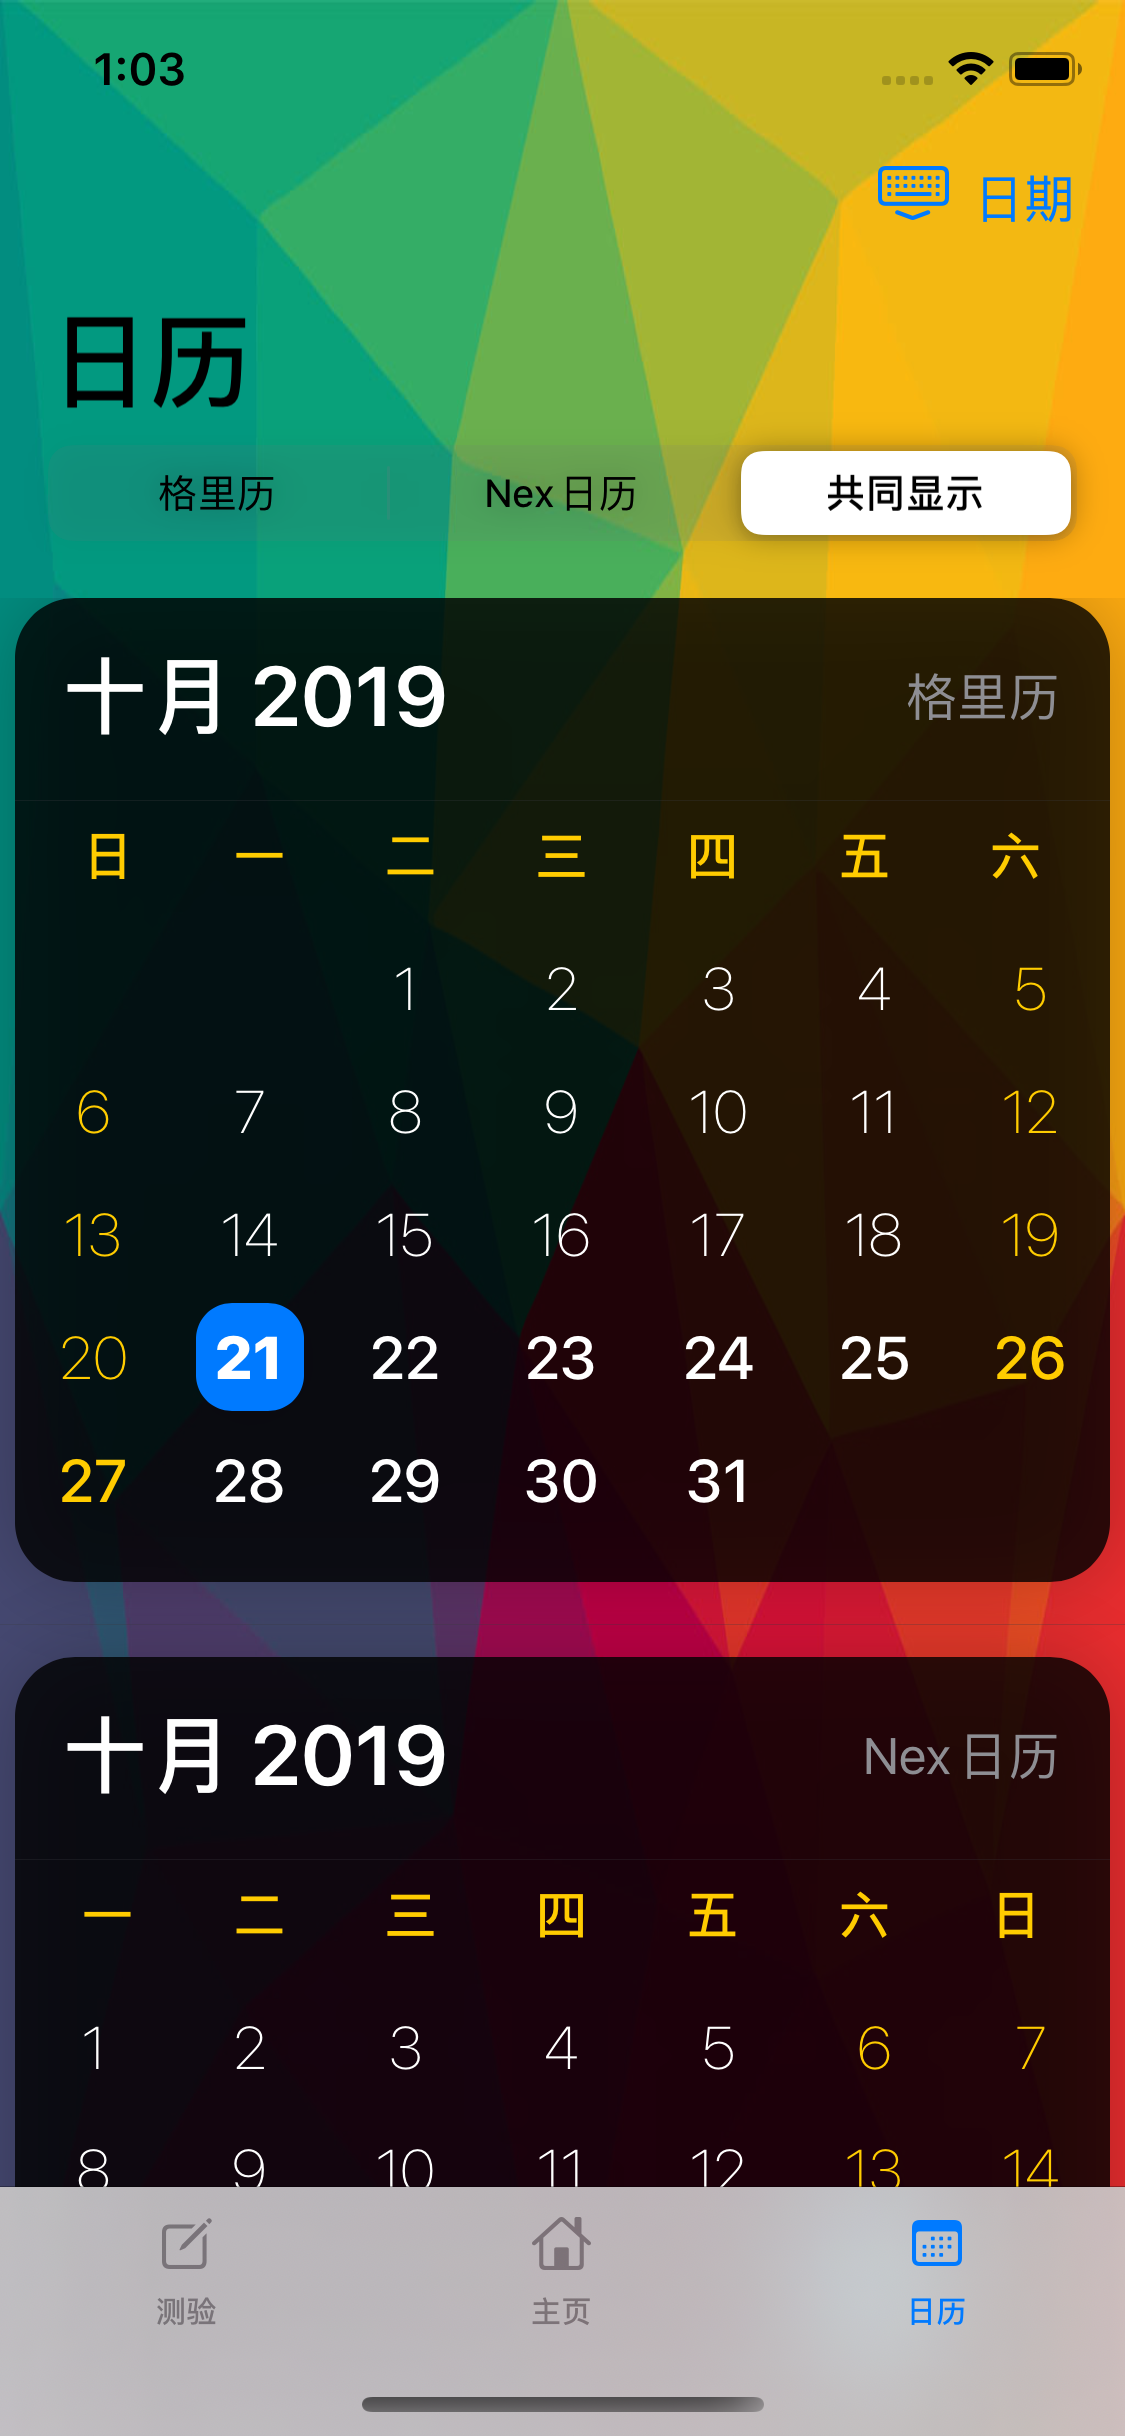 1:03
日期
日历
格里历 Nex 日历 共同显示
十月 2019 格里历
日 一 二 三 四 五 六
1 2 3 4 5
6 7 8 9 10 11 12
13 14 15 16 17 18 19
20 21 22 23 24 25 26
27 28 29 30 31
十月 2019 Nex 日历
一 二 三 四 五 六 日
1 2 3 4 5 6 7
8 9 10 11 12 13 14
测验 主页 日历